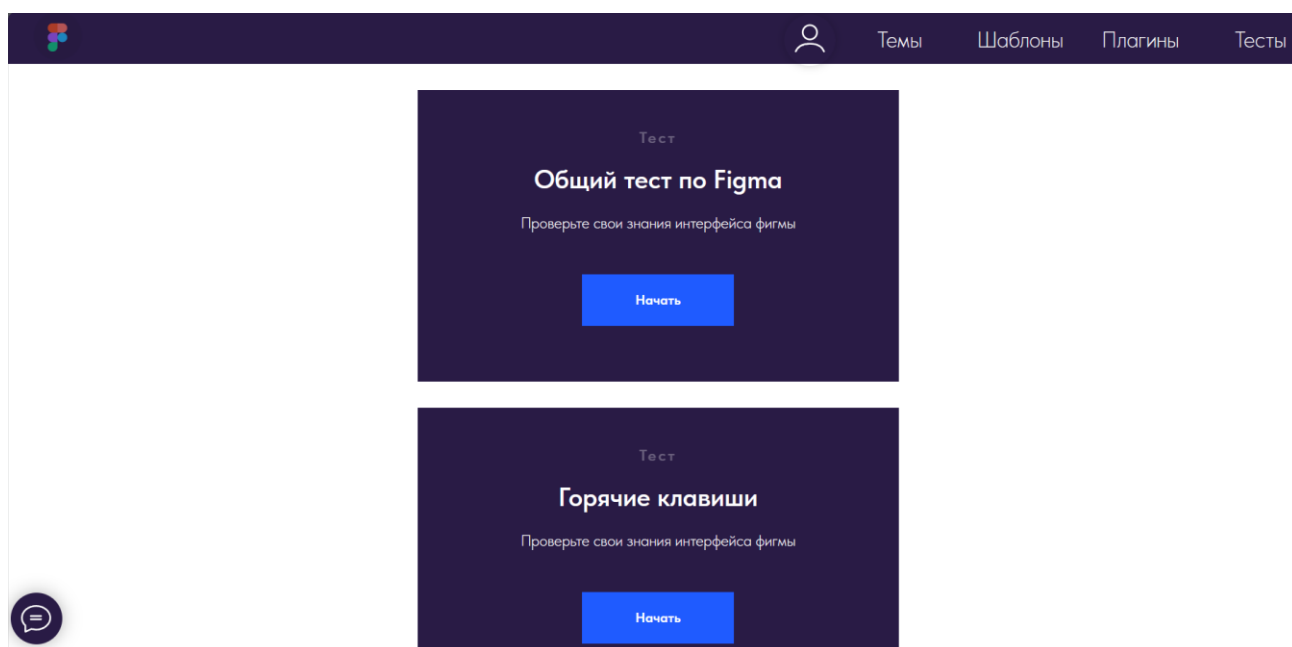 Темы Шаблоны Плагины Тесты
Тест
Общий тест по Figma
Проверьте свои знания интерфейса фигмы
Начать
Тест
Горячие клавиши
Проверьте свои знания интерфейса фигмы
Начать